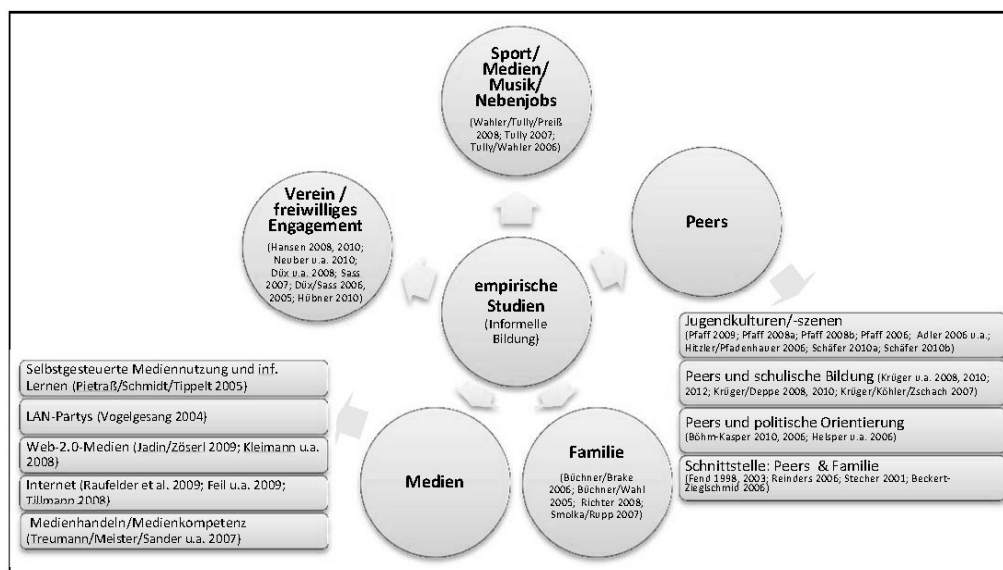 Sport/
Medien/
Musik/
Nebenjobs
(Wahler/Tully/Preiß
2008; Tully 2007;
Tully/Wahler 2006)
Verein /
freiwilliges
Engagement
(Hansen 2008, 2010;
Neuber u.a. 2010;
Düx u.a. 2008; Sass
2007; Düx/Sass 2006,
2005; Hübner 2010)
Peers
empirische
Studien
(Informelle
Bildung)
Jugendkulturen/-szenen
(Pfaff 2009; Pfaff 2008a; Pfaff 2008b; Pfaff 2006; Adler 2006 u.a.;
Hitzler/Pfadenhauer 2006; Schäfer 2010a; Schäfer 2010b)
Peers und schulische Bildung (Krüger u.a. 2008, 2010;
2012; Krüger/Deppe 2008, 2010; Krüger/Köhler/Zschach 2007)
Peers und politische Orientierung
(Böhm-Kasper 2010, 2006; Helsper u.a. 2006)
Schnittstelle: Peers & Familie
(Fend 1998, 2003; Reinders 2006; Stecher 2001; Beckert-
Zieglschmid 2006)
Selbstgesteuerte Mediennutzung und inf.
Lernen (Pietraß/Schmidt/Tippelt 2005)
LAN-Partys (Vogelgesang 2004)
Web-2.0-Medien (Jadin/Zöserl 2009; Kleimann u.a.
2008)
Internet (Raufelder et al. 2009; Feil u.a. 2009;
Tillmann 2008)
Medienhandeln/Medienkompetenz
(Treumann/Meister/Sander u.a. 2007)
Medien
Familie
(Büchner/Brake
2006; Büchner/Wahl
2005; Richter 2008;
Smolka/Rupp 2007)